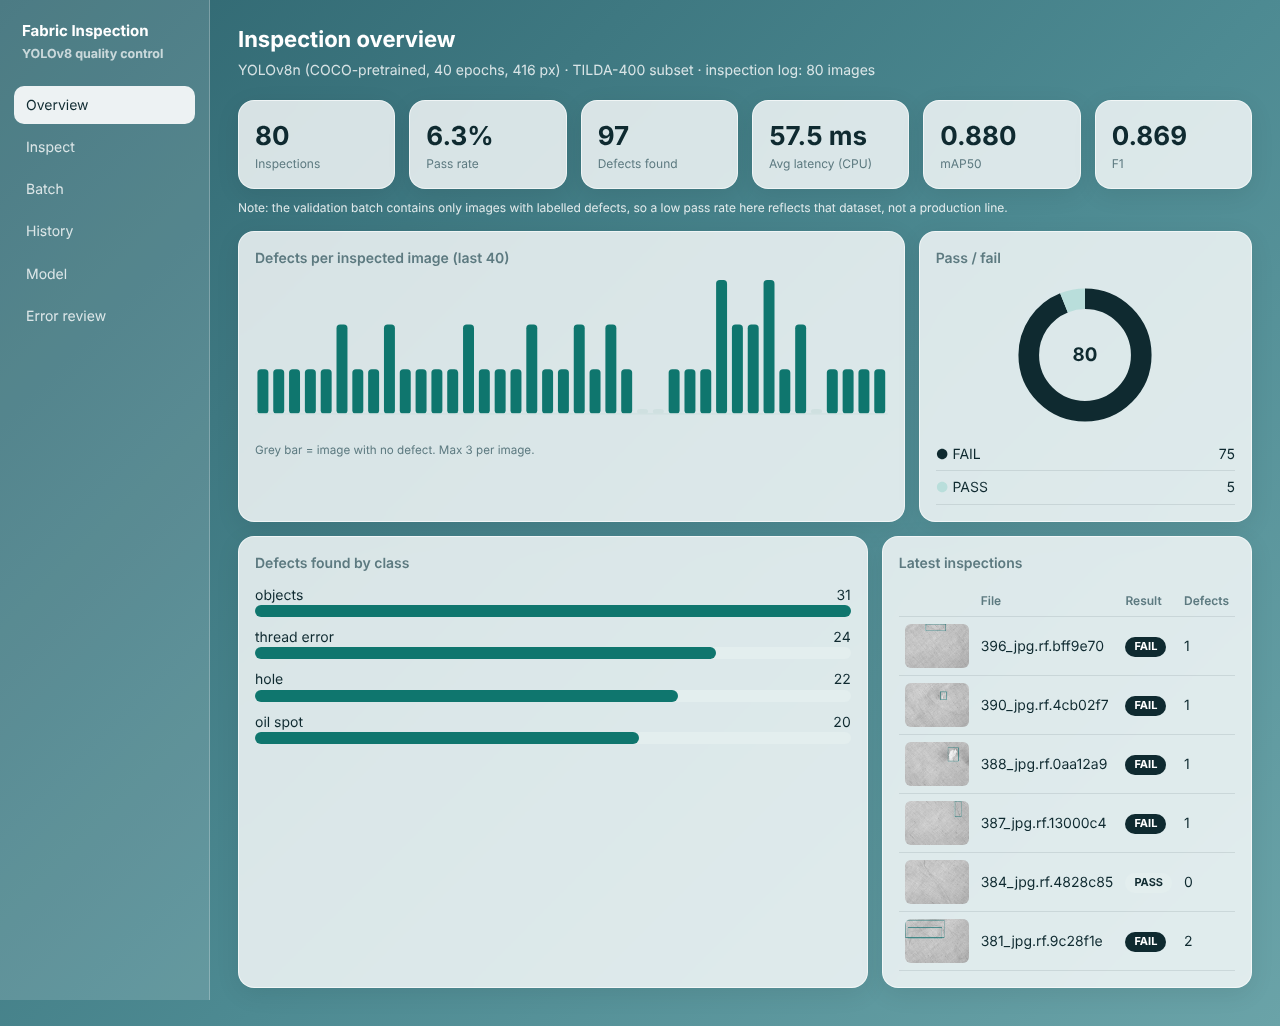 Fabric Inspection
YOLOv8 quality control
Overview
Inspect
Batch
History
Model
Error review
Inspection overview
YOLOv8n (COCO-pretrained, 40 epochs, 416 px) · TILDA-400 subset · inspection log: 80 images
80
Inspections
6.3%
Pass rate
97
Defects found
57.5 ms
Avg latency (CPU)
0.880
mAP50
0.869
F1
Note: the validation batch contains only images with labelled defects, so a low pass rate here reflects that dataset, not a production line.
Defects per inspected image (last 40)
Grey bar = image with no defect. Max 3 per image.
Pass / fail
80
FAIL 75
PASS 5
Defects found by class
objects 31
thread error 24
hole 22
oil spot 20
Latest inspections
File Result Defects
396_jpg.rf.bff9e70 FAIL 1
390_jpg.rf.4cb02f7 FAIL 1
388_jpg.rf.0aa12a9 FAIL 1
387_jpg.rf.13000c4 FAIL 1
384_jpg.rf.4828c85 PASS 0
381_jpg.rf.9c28f1e FAIL 2